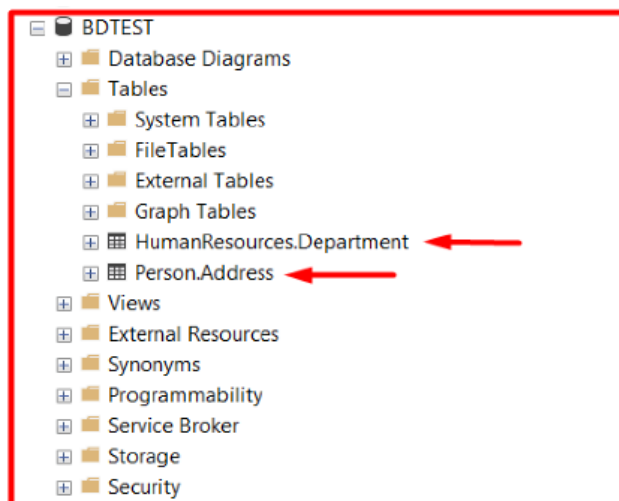 BDTEST
Database Diagrams
Tables
System Tables
FileTables
External Tables
Graph Tables
HumanResources.Department
Person.Address
Views
External Resources
Synonyms
Programmability
Service Broker
Storage
Security